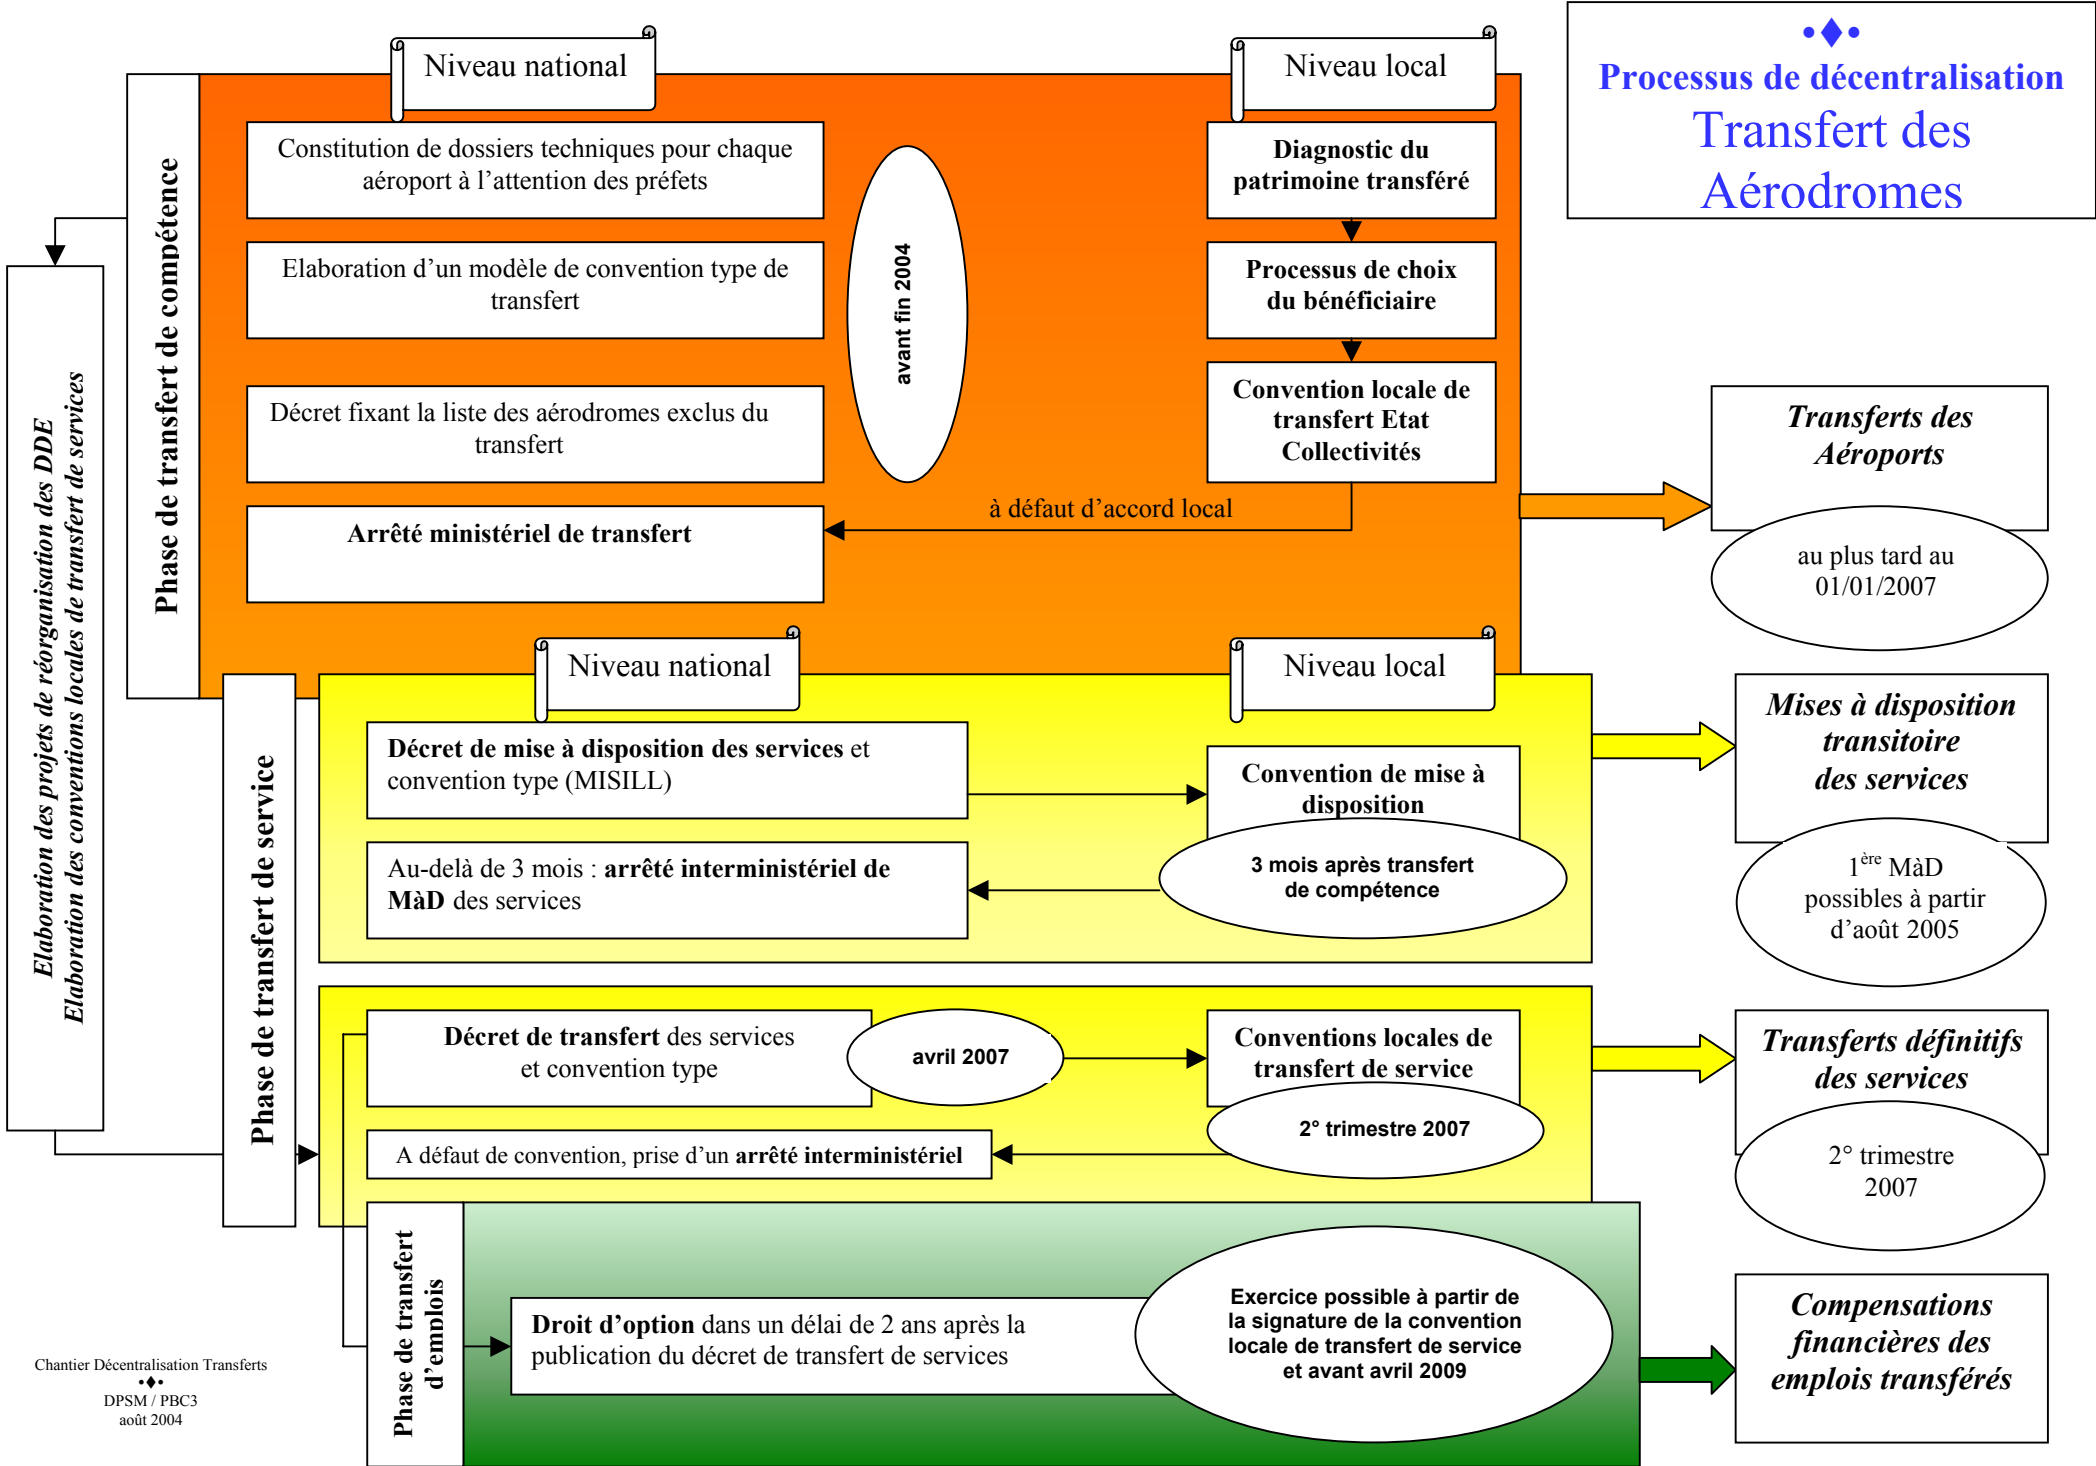 •◆•
Processus de décentralisation
Transfert des
Aérodromes
Niveau national
Niveau local
Phase de transfert de compétence
Constitution de dossiers techniques pour chaque
aéroport à l’attention des préfets
Elaboration d’un modèle de convention type de
transfert
Décret fixant la liste des aérodromes exclus du
transfert
Arrêté ministériel de transfert
avant fin 2004
Diagnostic du
patrimoine transféré
Processus de choix
du bénéficiaire
Convention locale de
transfert Etat
Collectivités
à défaut d’accord local
Transferts des
Aéroports
au plus tard au
01/01/2007
Elaboration des projets de réorganisation des DDE
Elaboration des conventions locales de transfert de services
Niveau national
Niveau local
Phase de transfert de service
Décret de mise à disposition des services et
convention type (MISILL)
Convention de mise à
disposition
Au-delà de 3 mois : arrêté interministériel de
MàD des services
3 mois après transfert
de compétence
Mises à disposition
transitoire
des services
1ère MàD
possibles à partir
d’août 2005
Décret de transfert des services
et convention type
avril 2007
Conventions locales de
transfert de service
2° trimestre 2007
A défaut de convention, prise d’un arrêté interministériel
Transferts définitifs
des services
2° trimestre
2007
Phase de transfert
d’emplois
Droit d’option dans un délai de 2 ans après la
publication du décret de transfert de services
Exercice possible à partir de
la signature de la convention
locale de transfert de service
et avant avril 2009
Compensations
financières des
emplois transférés
Chantier Décentralisation Transferts
•◆•
DPSM / PBC3
août 2004